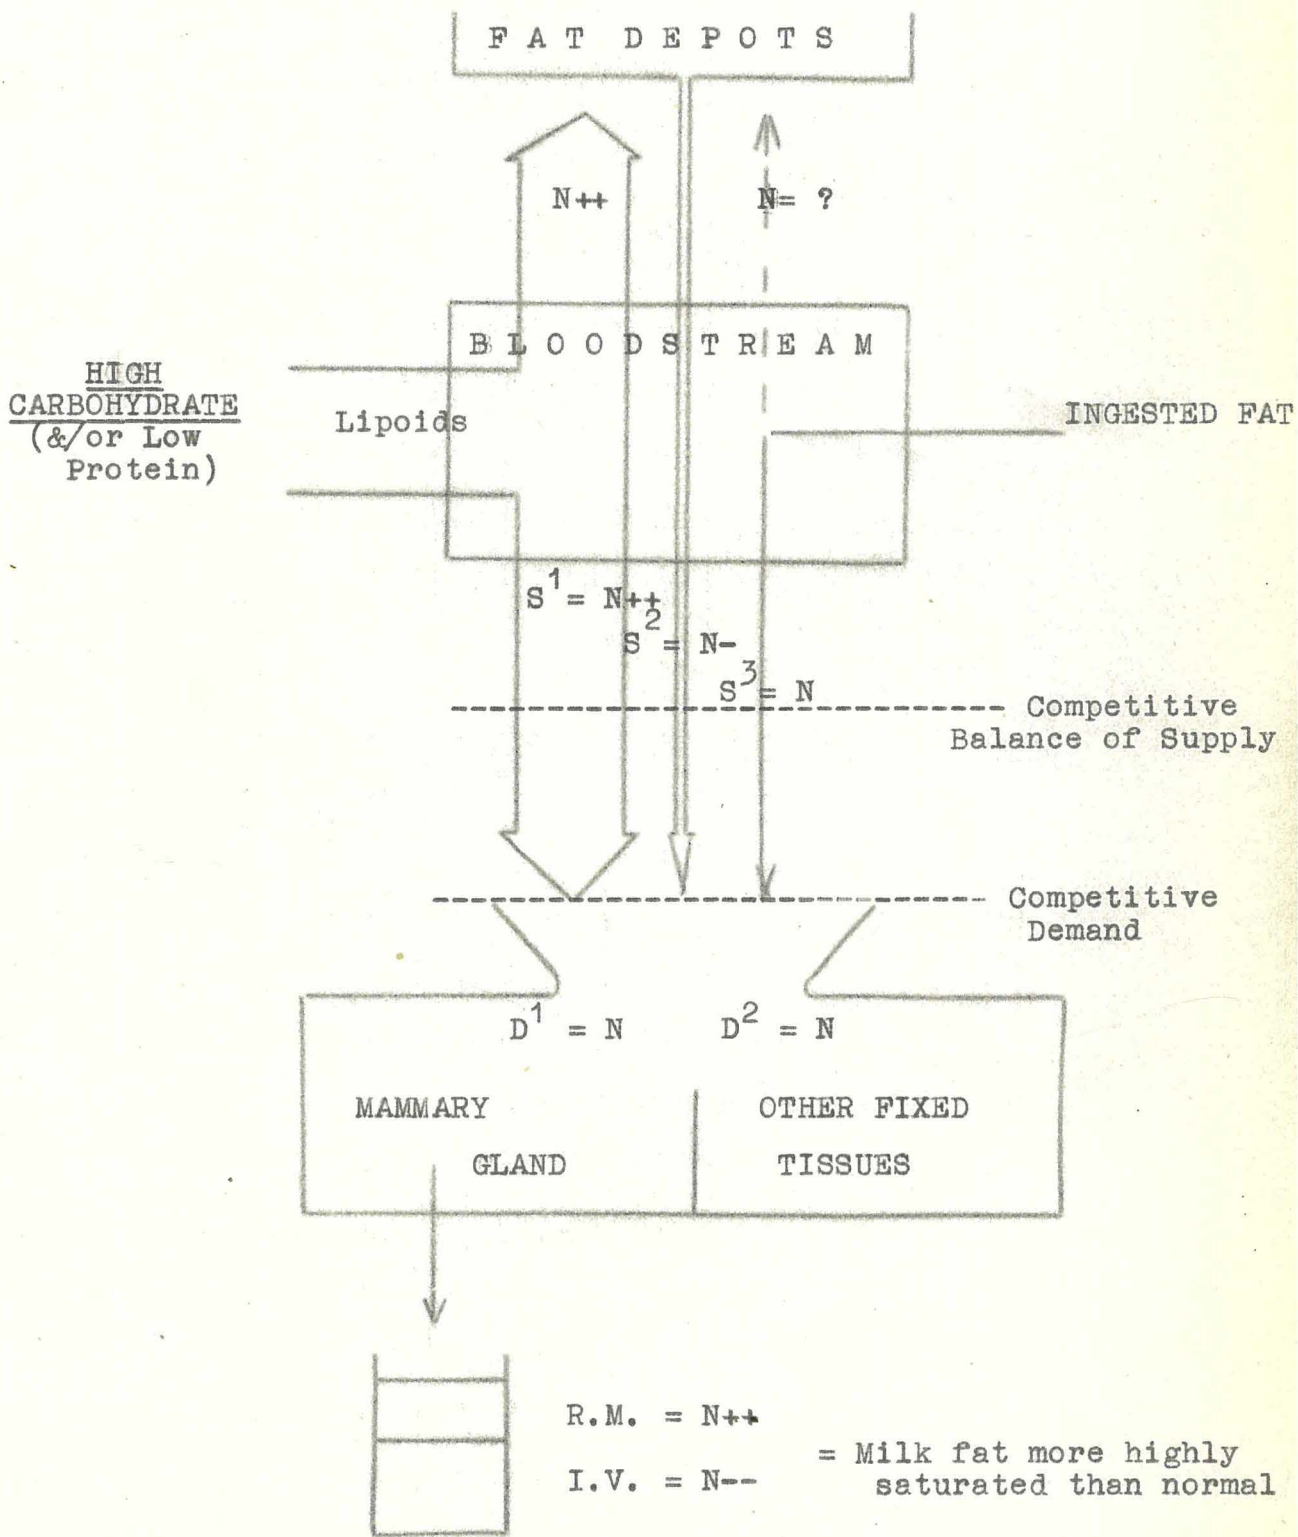 FAT DEPOTS
N++
N= ?
BLOODSTREAM
HIGH
CARBOHYDRATE
(&/or Low
Protein)
Lipoids
INGESTED FAT
S¹ = N++
S² = N-
S³ = N
Competitive
Balance of Supply
Competitive
Demand
D¹ = N
D² = N
MAMMARY
GLAND
OTHER FIXED
TISSUES
R.M. = N++
I.V. = N--
= Milk fat more highly
saturated than normal